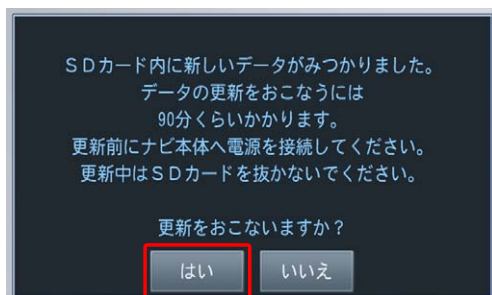 ＳＤカード内に新しいデータがみつかりました。
データの更新をおこなうには
90分くらいかかります。
更新前にナビ本体へ電源を接続してください。
更新中はＳＤカードを抜かないでください。
更新をおこないますか？
はい
いいえ